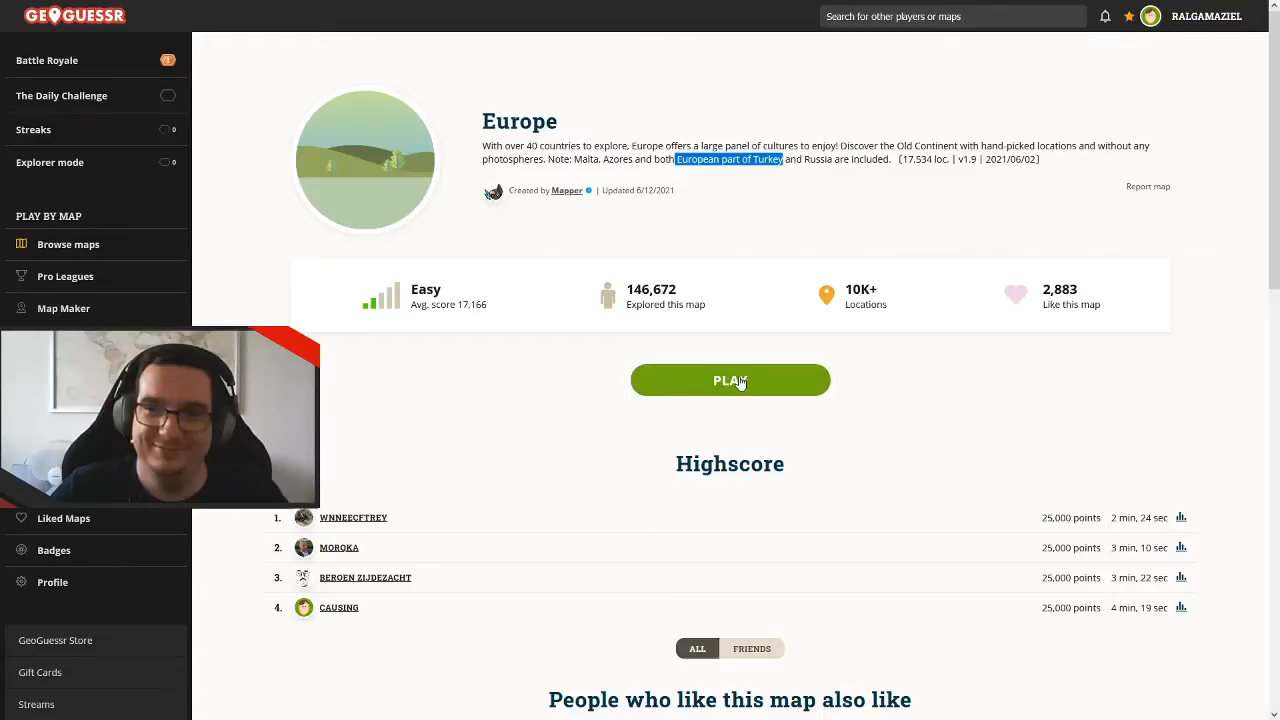 GEOGUESSR
Search for other players or maps
RALGAMAZIEL
Battle Royale
1
The Daily Challenge
Streaks
0
Explorer mode
0
PLAY BY MAP
Browse maps
Pro Leagues
Map Maker
Liked Maps
Badges
Profile
GeoGuessr Store
Gift Cards
Streams
Europe
With over 40 countries to explore, Europe offers a large panel of cultures to enjoy! Discover the Old Continent with hand-picked locations and without any
photospheres. Note: Malta, Azores and both European part of Turkey and Russia are included. 〔17,534 loc. | v1.9 | 2021/06/02〕
Created by Mapper | Updated 6/12/2021
Report map
Easy
Avg. score 17,166
146,672
Explored this map
10K+
Locations
2,883
Like this map
PLAY
Highscore
1. WNNEECFTREY 25,000 points 2 min, 24 sec
2. MORQKA 25,000 points 3 min, 10 sec
3. BEROEN ZIJDEZACHT 25,000 points 3 min, 22 sec
4. CAUSING 25,000 points 4 min, 19 sec
ALL FRIENDS
People who like this map also like